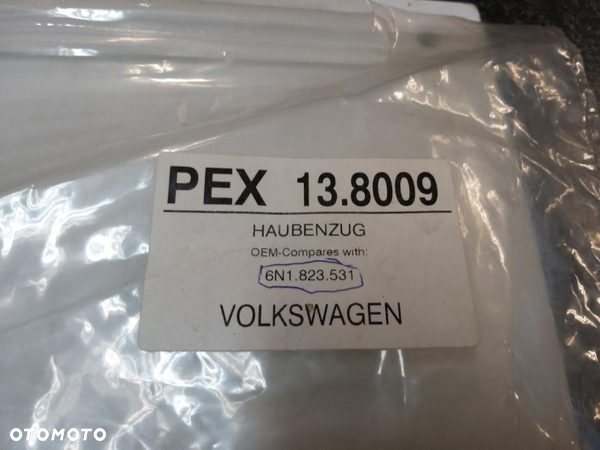 PEX 13.8009
HAUBENZUG
OEM-Compares with:
6N1.823.531
VOLKSWAGEN
OTOMOTO